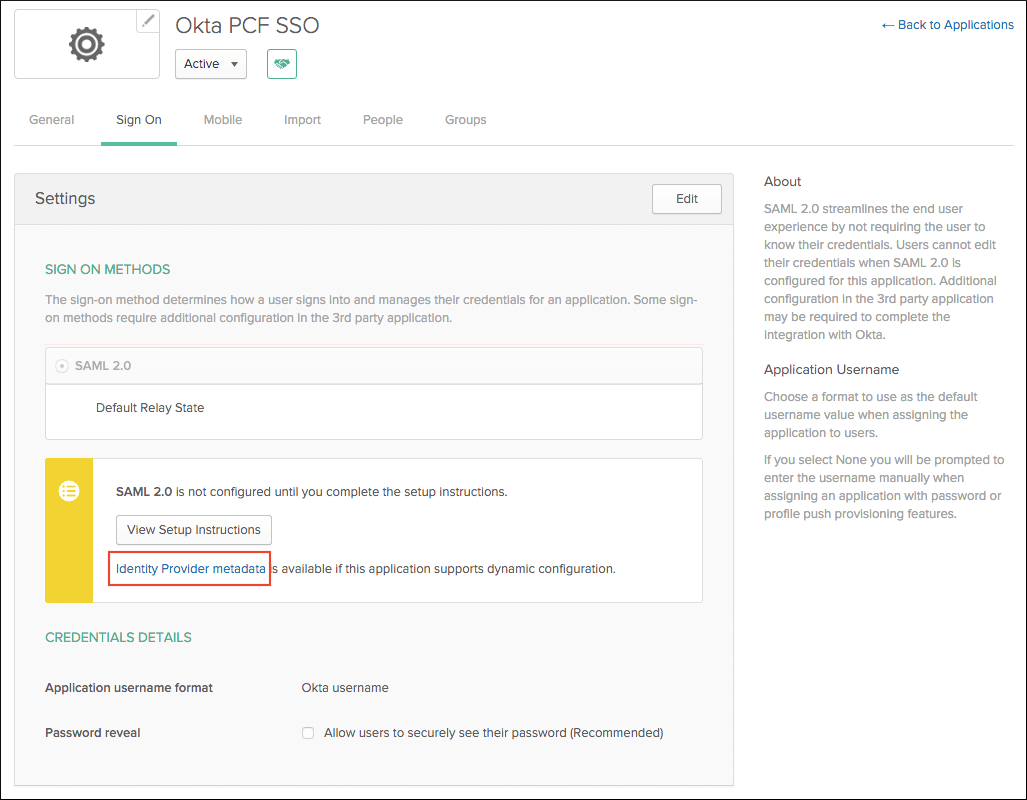 Okta PCF SSO
← Back to Applications
Active
General
Sign On
Mobile
Import
People
Groups
Settings
Edit
SIGN ON METHODS
The sign-on method determines how a user signs into and manages their credentials for an application. Some sign-
on methods require additional configuration in the 3rd party application.
SAML 2.0
Default Relay State
SAML 2.0 is not configured until you complete the setup instructions.
View Setup Instructions
Identity Provider metadata is available if this application supports dynamic configuration.
CREDENTIALS DETAILS
Application username format
Okta username
Password reveal
Allow users to securely see their password (Recommended)
About
SAML 2.0 streamlines the end user
experience by not requiring the user to
know their credentials. Users cannot edit
their credentials when SAML 2.0 is
configured for this application. Additional
configuration in the 3rd party application
may be required to complete the
integration with Okta.
Application Username
Choose a format to use as the default
username value when assigning the
application to users.
If you select None you will be prompted to
enter the username manually when
assigning an application with password or
profile push provisioning features.